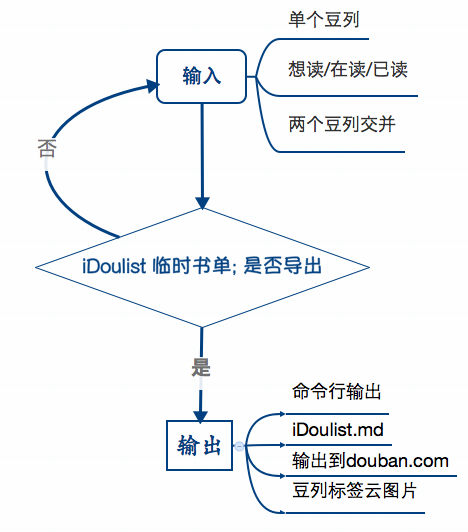 单个豆列
输入
想读/在读/已读
两个豆列交并
否
iDoulist 临时书单; 是否导出
是
命令行输出
iDoulist.md
输出
输出到douban.com
豆列标签云图片